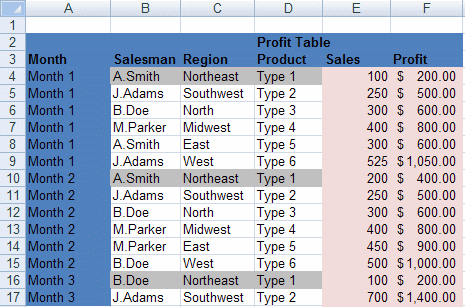 A B C D E F
1
2 Profit Table
3 Month Salesman Region Product Sales Profit
4 Month 1 A.Smith Northeast Type 1 100 $ 200.00
5 Month 1 J.Adams Southwest Type 2 250 $ 500.00
6 Month 1 B.Doe North Type 3 300 $ 600.00
7 Month 1 M.Parker Midwest Type 4 400 $ 800.00
8 Month 1 A.Smith East Type 5 300 $ 600.00
9 Month 1 J.Adams West Type 6 525 $1,050.00
10 Month 2 A.Smith Northeast Type 1 200 $ 400.00
11 Month 2 J.Adams Southwest Type 2 250 $ 500.00
12 Month 2 B.Doe North Type 3 300 $ 600.00
13 Month 2 M.Parker Midwest Type 4 400 $ 800.00
14 Month 2 M.Parker East Type 5 450 $ 900.00
15 Month 2 B.Doe West Type 6 500 $1,000.00
16 Month 3 B.Doe Northeast Type 1 100 $ 200.00
17 Month 3 J.Adams Southwest Type 2 700 $1,400.00